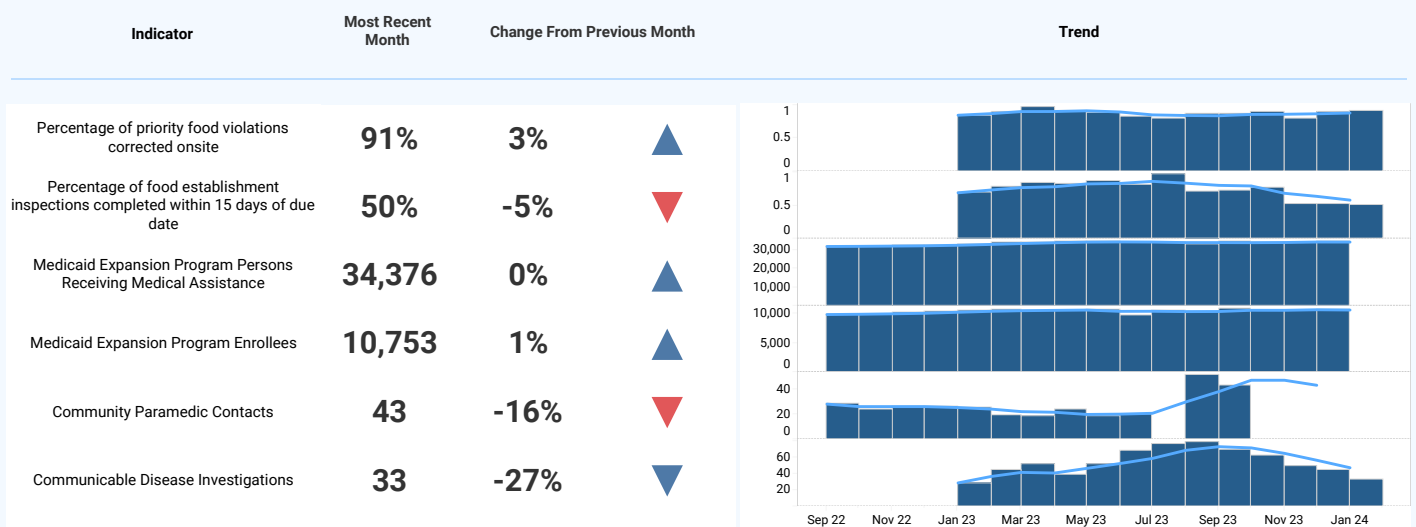 Indicator
Most Recent
Month
Change From Previous Month
Trend
Percentage of priority food violations
corrected onsite
91%
3%
1
0.5
0
Percentage of food establishment
inspections completed within 15 days of due
date
50%
-5%
1
0.5
0
Medicaid Expansion Program Persons
Receiving Medical Assistance
34,376
0%
30,000
20,000
10,000
Medicaid Expansion Program Enrollees
10,753
1%
10,000
5,000
0
Community Paramedic Contacts
43
-16%
40
20
0
Communicable Disease Investigations
33
-27%
60
40
20
Sep 22 Nov 22 Jan 23 Mar 23 May 23 Jul 23 Sep 23 Nov 23 Jan 24